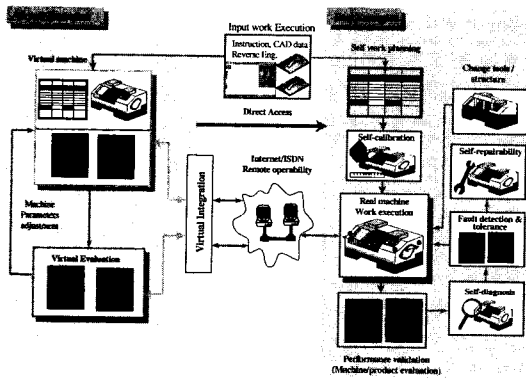 Input work Execution
Instruction, CAD data
Reverse Eng.
Virtual machine
Self work planning
Change tools /
structure
Direct Access
Self-calibration
Self-repairability
Internet/ISDN
Remote operability
Virtual Integration
Real machine
Work execution
Machine
Parameters
adjustment
Fault detection &
tolerance
Virtual Evaluation
Self-diagnosis
Performance validation
(Machine/product evaluation)